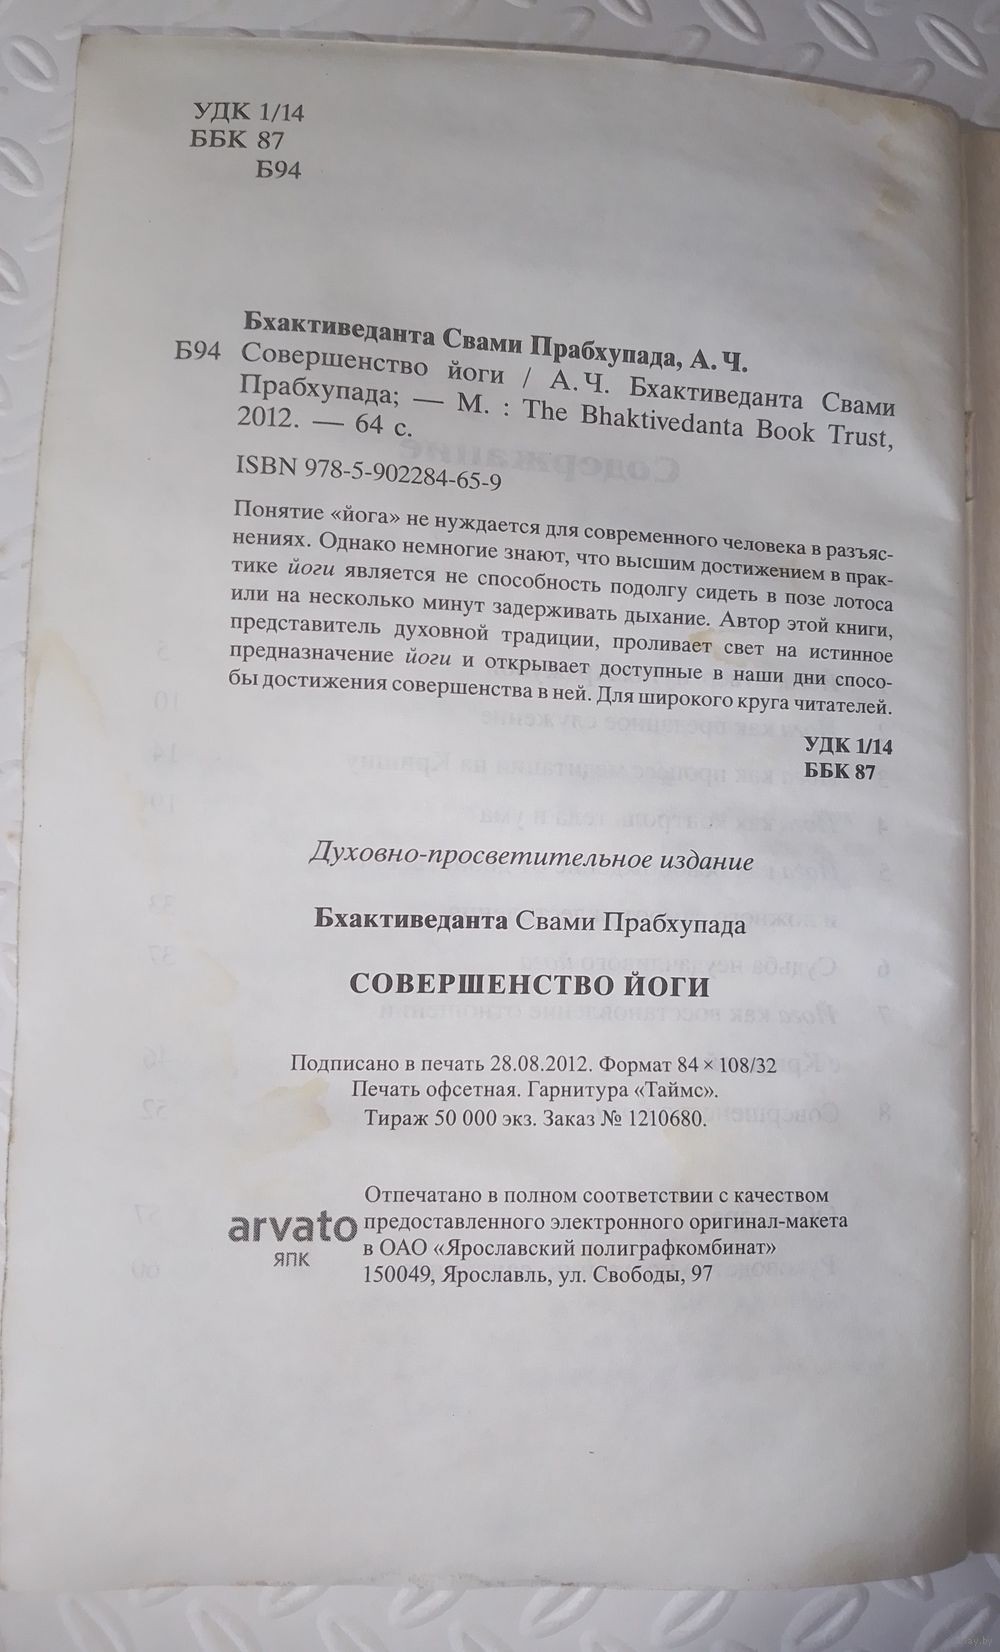 УДК 1/14
ББК 87
Б94
Бхактиведанта Свами Прабхупада, А. Ч.
Б94 Совершенство йоги / А. Ч. Бхактиведанта Свами
Прабхупада; — М. : The Bhaktivedanta Book Trust,
2012. — 64 с.
ISBN 978-5-902284-65-9
Понятие «йога» не нуждается для современного человека в разъяс-
нениях. Однако немногие знают, что высшим достижением в прак-
тике йоги является не способность подолгу сидеть в позе лотоса
или на несколько минут задерживать дыхание. Автор этой книги,
представитель духовной традиции, проливает свет на истинное
предназначение йоги и открывает доступные в наши дни спосо-
бы достижения совершенства в ней. Для широкого круга читателей.
УДК 1/14
ББК 87
Духовно-просветительное издание
Бхактиведанта Свами Прабхупада
СОВЕРШЕНСТВО ЙОГИ
Подписано в печать 28.08.2012. Формат 84 × 108/32
Печать офсетная. Гарнитура «Таймс».
Тираж 50 000 экз. Заказ № 1210680.
Отпечатано в полном соответствии с качеством
arvato предоставленного электронного оригинал-макета
ЯПК в ОАО «Ярославский полиграфкомбинат»
150049, Ярославль, ул. Свободы, 97